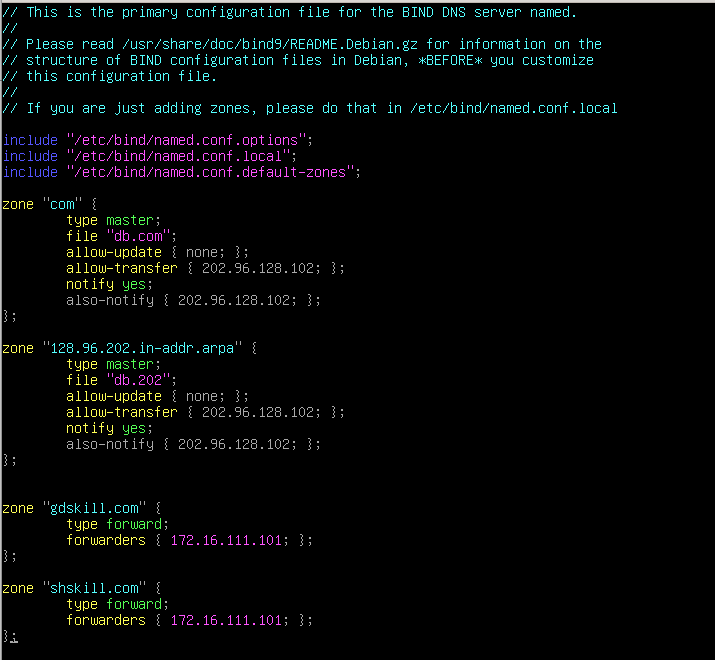 // This is the primary configuration file for the BIND DNS server named.
//
// Please read /usr/share/doc/bind9/README.Debian.gz for information on the
// structure of BIND configuration files in Debian, *BEFORE* you customize
// this configuration file.
//
// If you are just adding zones, please do that in /etc/bind/named.conf.local
include "/etc/bind/named.conf.options";
include "/etc/bind/named.conf.local";
include "/etc/bind/named.conf.default-zones";
zone "com" {
type master;
file "db.com";
allow-update { none; };
allow-transfer { 202.96.128.102; };
notify yes;
also-notify { 202.96.128.102; };
};
zone "128.96.202.in-addr.arpa" {
type master;
file "db.202";
allow-update { none; };
allow-transfer { 202.96.128.102; };
notify yes;
also-notify { 202.96.128.102; };
};
zone "gdskill.com" {
type forward;
forwarders { 172.16.111.101; };
};
zone "shskill.com" {
type forward;
forwarders { 172.16.111.101; };
};